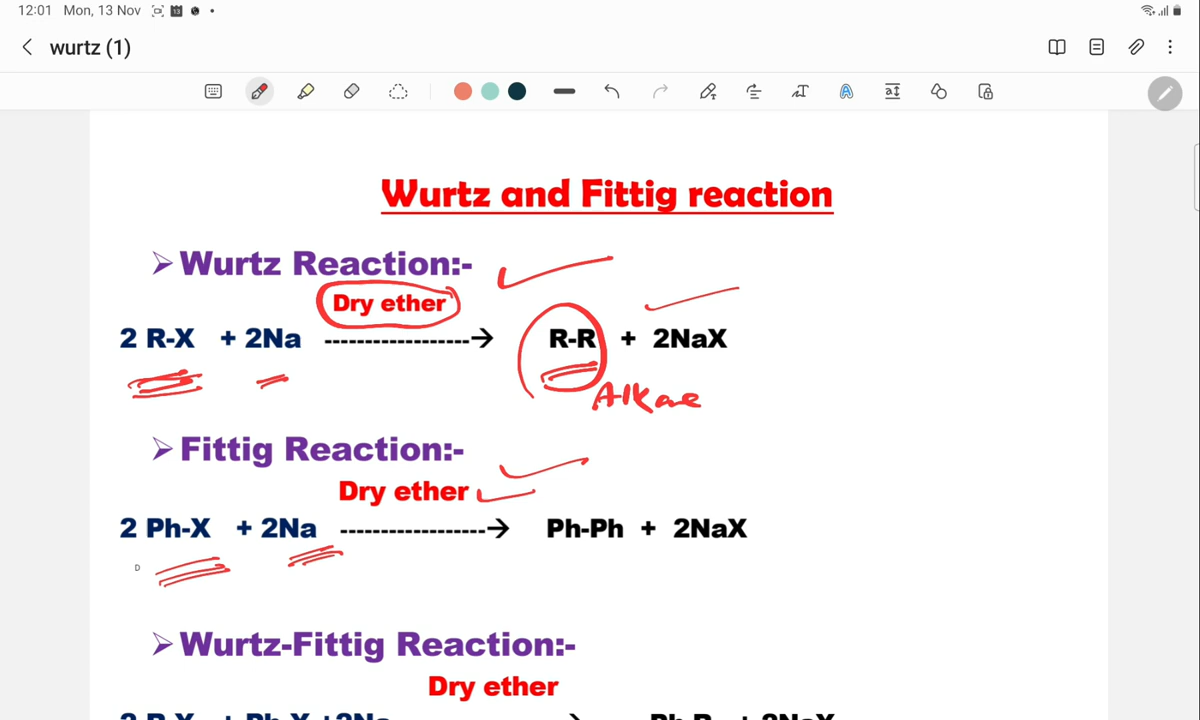 12:01 Mon, 13 Nov
wurtz (1)
Wurtz and Fittig reaction
➢ Wurtz Reaction:-
Dry ether
2 R-X + 2Na -------------------→ R-R + 2NaX
Alkane
➢ Fittig Reaction:-
Dry ether
2 Ph-X + 2Na ------------------→ Ph-Ph + 2NaX
D
➢ Wurtz-Fittig Reaction:-
Dry ether